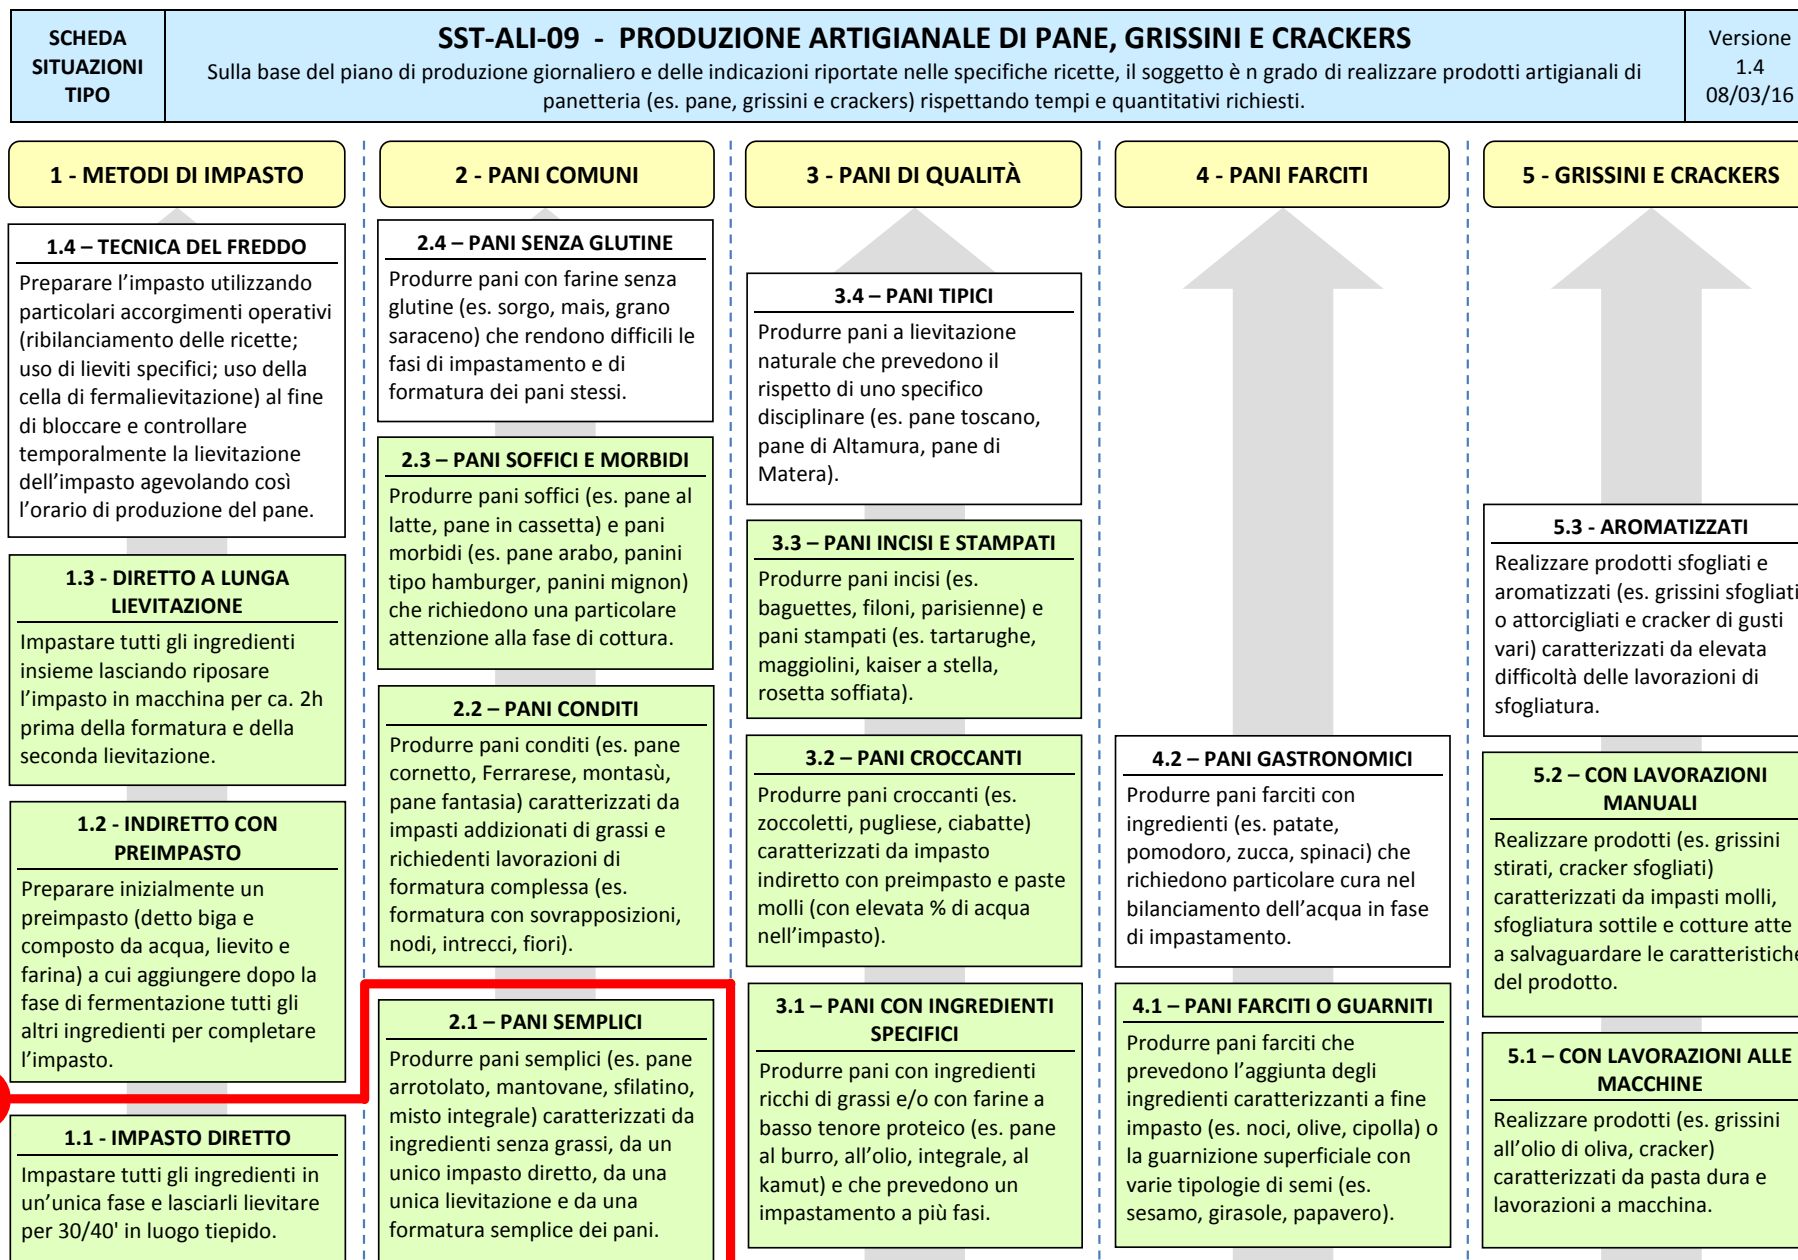 SCHEDA
SITUAZIONI
TIPO
SST-ALI-09 - PRODUZIONE ARTIGIANALE DI PANE, GRISSINI E CRACKERS
Sulla base del piano di produzione giornaliero e delle indicazioni riportate nelle specifiche ricette, il soggetto è n grado di realizzare prodotti artigianali di
panetteria (es. pane, grissini e crackers) rispettando tempi e quantitativi richiesti.
Versione
1.4
08/03/16
1 - METODI DI IMPASTO
1.4 – TECNICA DEL FREDDO
Preparare l'impasto utilizzando
particolari accorgimenti operativi
(ribilanciamento delle ricette;
uso di lieviti specifici; uso della
cella di fermalievitazione) al fine
di bloccare e controllare
temporalmente la lievitazione
dell'impasto agevolando così
l'orario di produzione del pane.
1.3 - DIRETTO A LUNGA
LIEVITAZIONE
Impastare tutti gli ingredienti
insieme lasciando riposare
l'impasto in macchina per ca. 2h
prima della formatura e della
seconda lievitazione.
1.2 - INDIRETTO CON
PREIMPASTO
Preparare inizialmente un
preimpasto (detto biga e
composto da acqua, lievito e
farina) a cui aggiungere dopo la
fase di fermentazione tutti gli
altri ingredienti per completare
l'impasto.
1.1 - IMPASTO DIRETTO
Impastare tutti gli ingredienti in
un'unica fase e lasciarli lievitare
per 30/40' in luogo tiepido.
2 - PANI COMUNI
2.4 – PANI SENZA GLUTINE
Produrre pani con farine senza
glutine (es. sorgo, mais, grano
saraceno) che rendono difficili le
fasi di impastamento e di
formatura dei pani stessi.
2.3 – PANI SOFFICI E MORBIDI
Produrre pani soffici (es. pane al
latte, pane in cassetta) e pani
morbidi (es. pane arabo, panini
tipo hamburger, panini mignon)
che richiedono una particolare
attenzione alla fase di cottura.
2.2 – PANI CONDITI
Produrre pani conditi (es. pane
cornetto, Ferrarese, montasù,
pane fantasia) caratterizzati da
impasti addizionati di grassi e
richiedenti lavorazioni di
formatura complessa (es.
formatura con sovrapposizioni,
nodi, intrecci, fiori).
2.1 – PANI SEMPLICI
Produrre pani semplici (es. pane
arrotolato, mantovane, sfilatino,
misto integrale) caratterizzati da
ingredienti senza grassi, da un
unico impasto diretto, da una
unica lievitazione e da una
formatura semplice dei pani.
3 - PANI DI QUALITÀ
3.4 – PANI TIPICI
Produrre pani a lievitazione
naturale che prevedono il
rispetto di uno specifico
disciplinare (es. pane toscano,
pane di Altamura, pane di
Matera).
3.3 – PANI INCISI E STAMPATI
Produrre pani incisi (es.
baguettes, filoni, parisienne) e
pani stampati (es. tartarughe,
maggiolini, kaiser a stella,
rosetta soffiata).
3.2 – PANI CROCCANTI
Produrre pani croccanti (es.
zoccoletti, pugliese, ciabatte)
caratterizzati da impasto
indiretto con preimpasto e paste
molli (con elevata % di acqua
nell'impasto).
3.1 – PANI CON INGREDIENTI
SPECIFICI
Produrre pani con ingredienti
ricchi di grassi e/o con farine a
basso tenore proteico (es. pane
al burro, all'olio, integrale, al
kamut) e che prevedono un
impastamento a più fasi.
4 - PANI FARCITI
4.2 – PANI GASTRONOMICI
Produrre pani farciti con
ingredienti (es. patate,
pomodoro, zucca, spinaci) che
richiedono particolare cura nel
bilanciamento dell'acqua in fase
di impastamento.
4.1 – PANI FARCITI O GUARNITI
Produrre pani farciti che
prevedono l'aggiunta degli
ingredienti caratterizzanti a fine
impasto (es. noci, olive, cipolla) o
la guarnizione superficiale con
varie tipologie di semi (es.
sesamo, girasole, papavero).
5 - GRISSINI E CRACKERS
5.3 - AROMATIZZATI
Realizzare prodotti sfogliati e
aromatizzati (es. grissini sfogliati
o attorcigliati e cracker di gusti
vari) caratterizzati da elevata
difficoltà delle lavorazioni di
sfogliatura.
5.2 – CON LAVORAZIONI
MANUALI
Realizzare prodotti (es. grissini
stirati, cracker sfogliati)
caratterizzati da impasti molli,
sfogliatura sottile e cotture atte
a salvaguardare le caratteristiche
del prodotto.
5.1 – CON LAVORAZIONI ALLE
MACCHINE
Realizzare prodotti (es. grissini
all'olio di oliva, cracker)
caratterizzati da pasta dura e
lavorazioni a macchina.